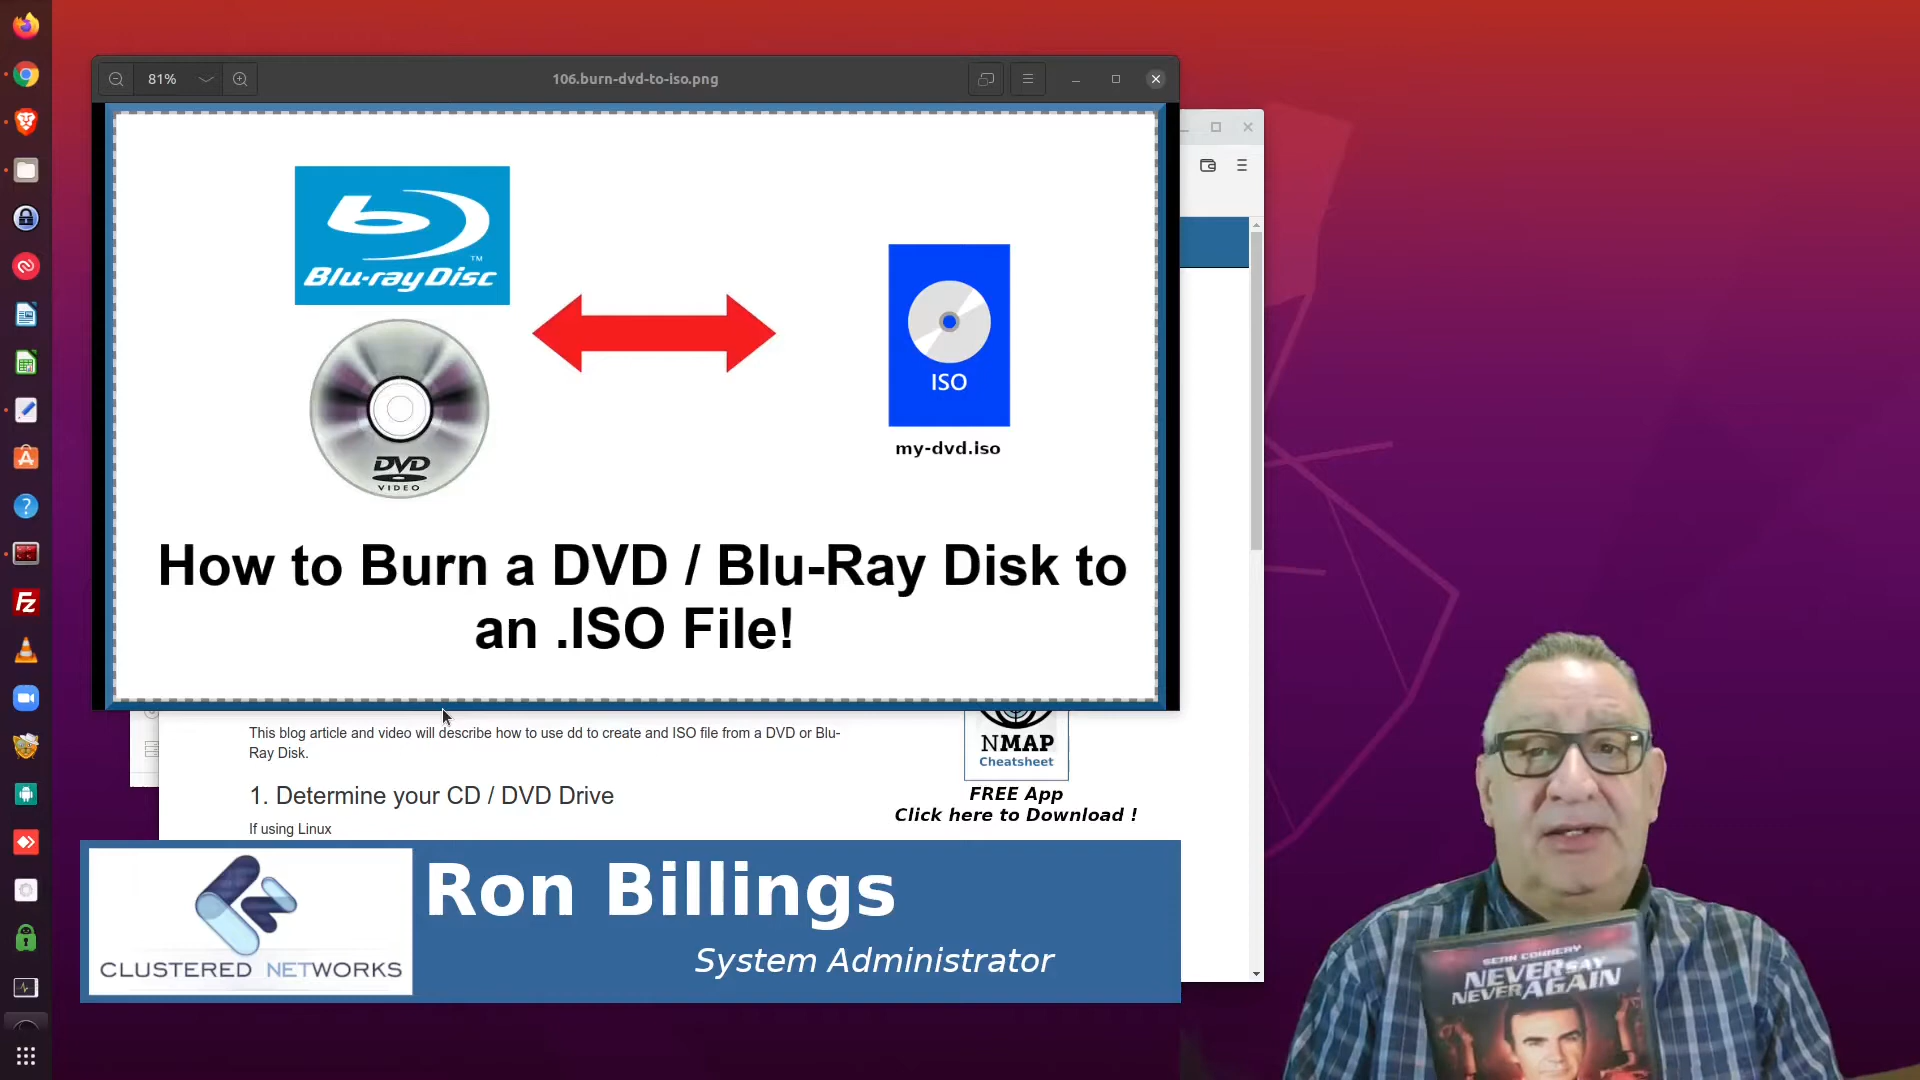 81%
106.burn-dvd-to-iso.png
Blu-ray Disc
TM
DVD
VIDEO
ISO
my-dvd.iso
How to Burn a DVD / Blu-Ray Disk to
an .ISO File!
This blog article and video will describe how to use dd to create and ISO file from a DVD or Blu-
Ray Disk.
1. Determine your CD / DVD Drive
If using Linux
NMAP
Cheatsheet
FREE App
Click here to Download !
CLUSTERED NETWORKS
Ron Billings
System Administrator
SEAN CONNERY
NEVER SAY
NEVER AGAIN
Fz